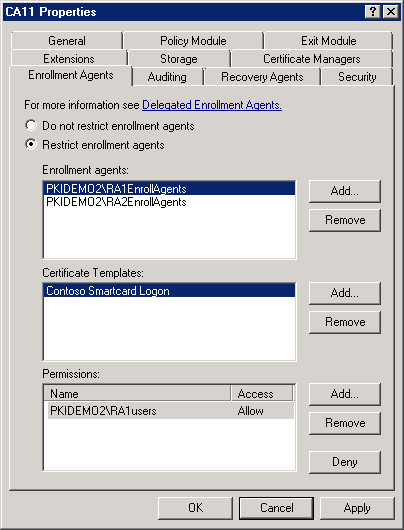 CA11 Properties
General Policy Module Exit Module
Extensions Storage Certificate Managers
Enrollment Agents Auditing Recovery Agents Security
For more information see Delegated Enrollment Agents.
Do not restrict enrollment agents
Restrict enrollment agents
Enrollment agents:
PKIDEMO2\RA1EnrollAgents Add...
PKIDEMO2\RA2EnrollAgents
Remove
Certificate Templates:
Contoso Smartcard Logon Add...
Remove
Permissions:
Name Access Add...
PKIDEMO2\RA1users Allow
Remove
Deny
OK Cancel Apply